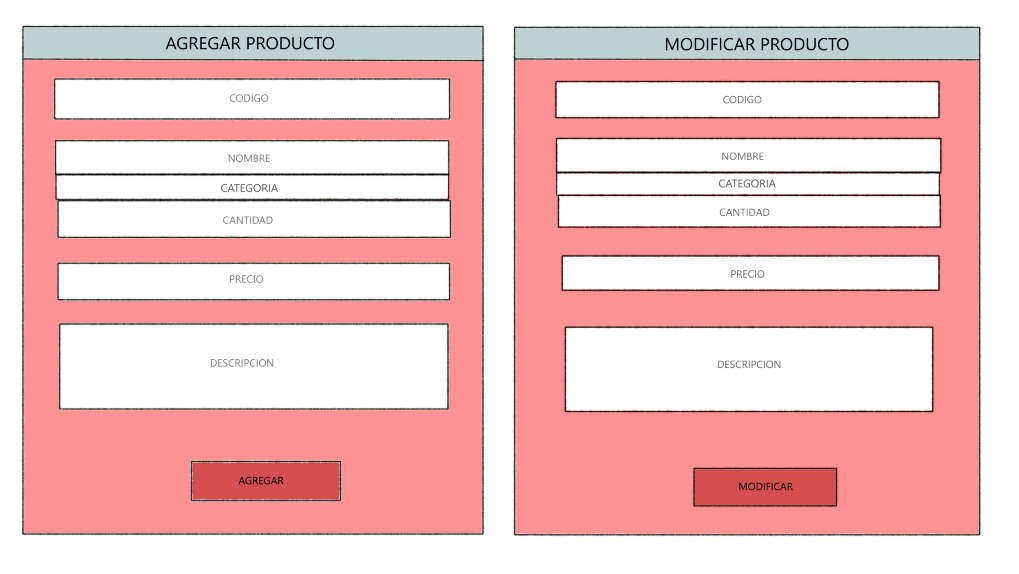 AGREGAR PRODUCTO
CODIGO
NOMBRE
CATEGORIA
CANTIDAD
PRECIO
DESCRIPCION
AGREGAR
MODIFICAR PRODUCTO
CODIGO
NOMBRE
CATEGORIA
CANTIDAD
PRECIO
DESCRIPCION
MODIFICAR